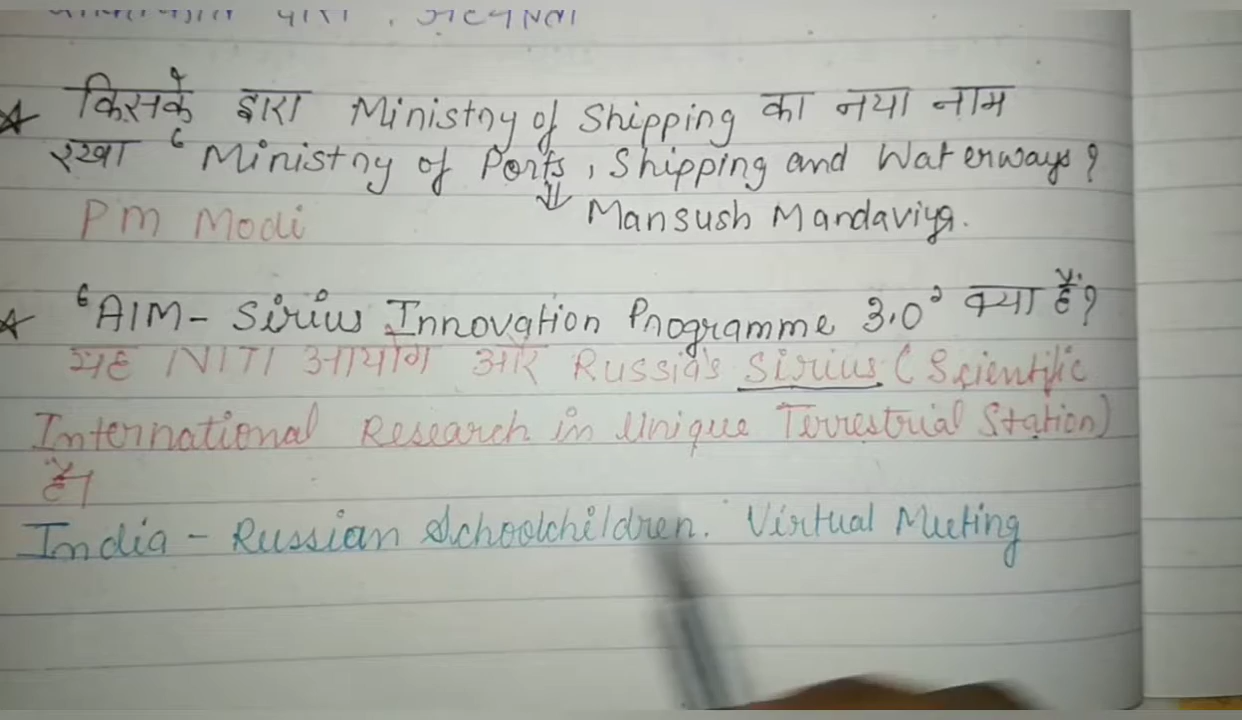 ★ किसके द्वारा Ministry of Shipping का नया नाम
रखा 'Ministry of Ports, Shipping and Waterways?
PM Modi ⇓ Mansush Mandaviya.
★ 'AIM- Sirius Innovation Programme 3.0' क्या है?
यह NITI आयोग और Russia's Sirius (Scientific
International Research in Unique Terrestrial Station)
है।
India - Russian Schoolchildren. Virtual Meeting